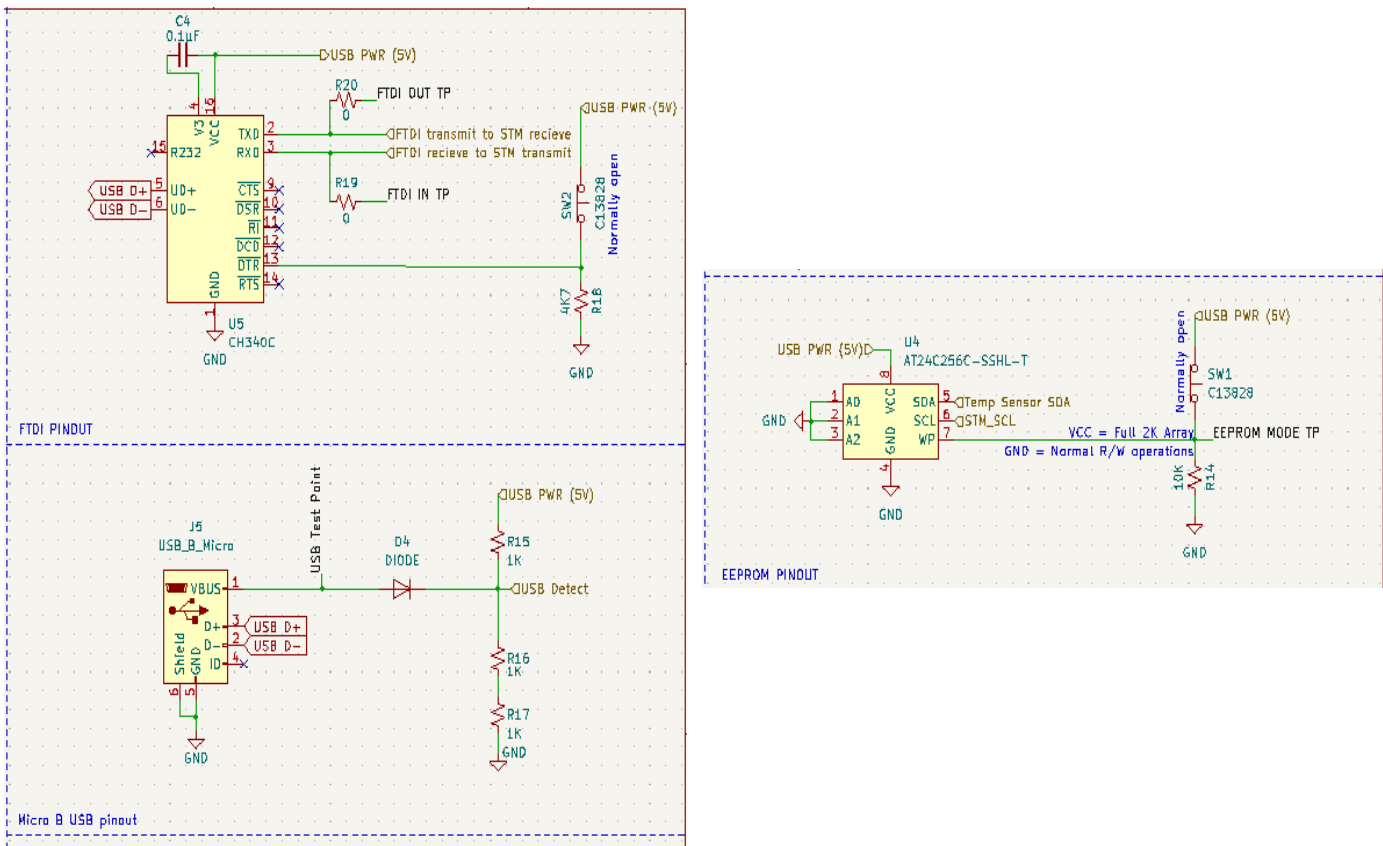 C4
0.1µF
USB PWR (5V)
R20
0
FTDI OUT TP
USB PWR (5V)
4
16
V3
VCC
TXD
2
FTDI transmit to STM recieve
RXD
3
FTDI recieve to STM transmit
15
R232
R19
0
FTDI IN TP
USB D+
5
UD+
USB D-
6
UD-
CTS
9
DSR
10
RI
11
DCD
12
DTR
13
RTS
14
SW2
C13828
Normally open
GND
1
U5
CH340C
GND
4K7
R18
GND
FTDI PINOUT
USB Test Point
USB PWR (5V)
J5
USB_B_Micro
D4
DIODE
R15
1K
VBUS
1
USB Detect
D+
3
USB D+
D-
2
USB D-
ID
4
Shield
GND
6
5
GND
R16
1K
R17
1K
GND
Micro B USB pinout
USB PWR (5V)
Normally open
USB PWR (5V)
U4
AT24C256C-SSHL-T
SW1
C13828
8
VCC
GND
1
A0
2
A1
3
A2
SDA
5
Temp Sensor SDA
SCL
6
STM_SCL
WP
7
GND
4
GND
VCC = Full 2K Array
GND = Normal R/W operations
EEPROM MODE TP
10K
R14
GND
EEPROM PINOUT